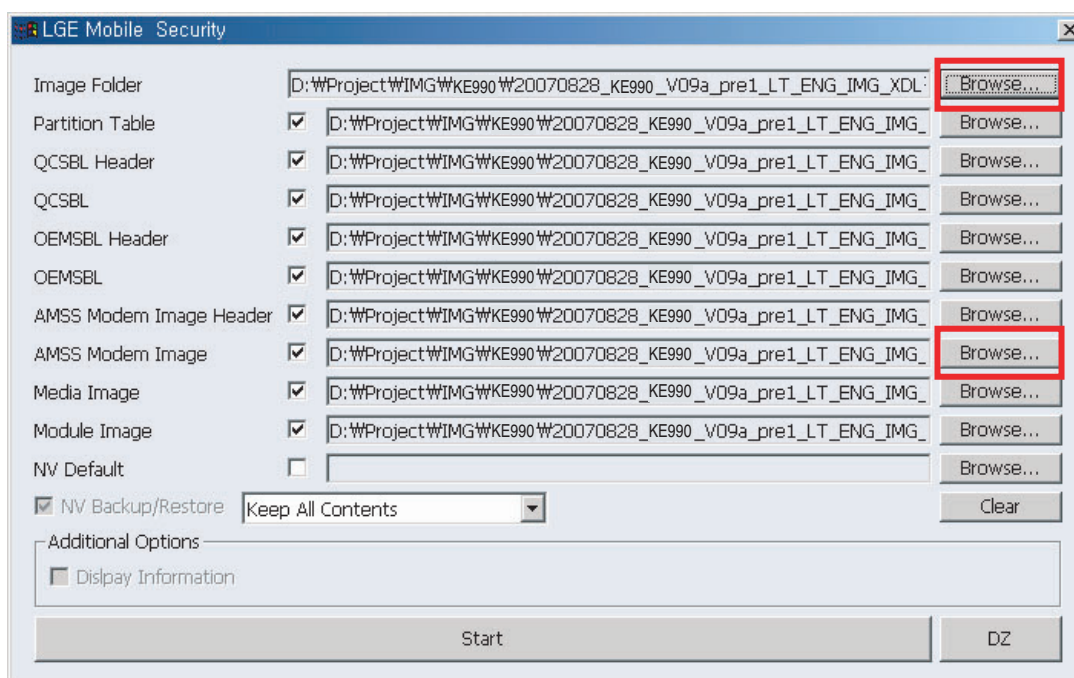 LGE Mobile Security
Image Folder D:₩Project₩IMG₩KE990₩20070828_KE990_V09a_pre1_LT_ENG_IMG_XDL Browse...
Partition Table D:₩Project₩IMG₩KE990₩20070828_KE990_V09a_pre1_LT_ENG_IMG_ Browse...
QCSBL Header D:₩Project₩IMG₩KE990₩20070828_KE990_V09a_pre1_LT_ENG_IMG_ Browse...
QCSBL D:₩Project₩IMG₩KE990₩20070828_KE990_V09a_pre1_LT_ENG_IMG_ Browse...
OEMSBL Header D:₩Project₩IMG₩KE990₩20070828_KE990_V09a_pre1_LT_ENG_IMG_ Browse...
OEMSBL D:₩Project₩IMG₩KE990₩20070828_KE990_V09a_pre1_LT_ENG_IMG_ Browse...
AMSS Modem Image Header D:₩Project₩IMG₩KE990₩20070828_KE990_V09a_pre1_LT_ENG_IMG_ Browse...
AMSS Modem Image D:₩Project₩IMG₩KE990₩20070828_KE990_V09a_pre1_LT_ENG_IMG_ Browse...
Media Image D:₩Project₩IMG₩KE990₩20070828_KE990_V09a_pre1_LT_ENG_IMG_ Browse...
Module Image D:₩Project₩IMG₩KE990₩20070828_KE990_V09a_pre1_LT_ENG_IMG_ Browse...
NV Default Browse...
NV Backup/Restore Keep All Contents Clear
Additional Options
Dislpay Information
Start DZ